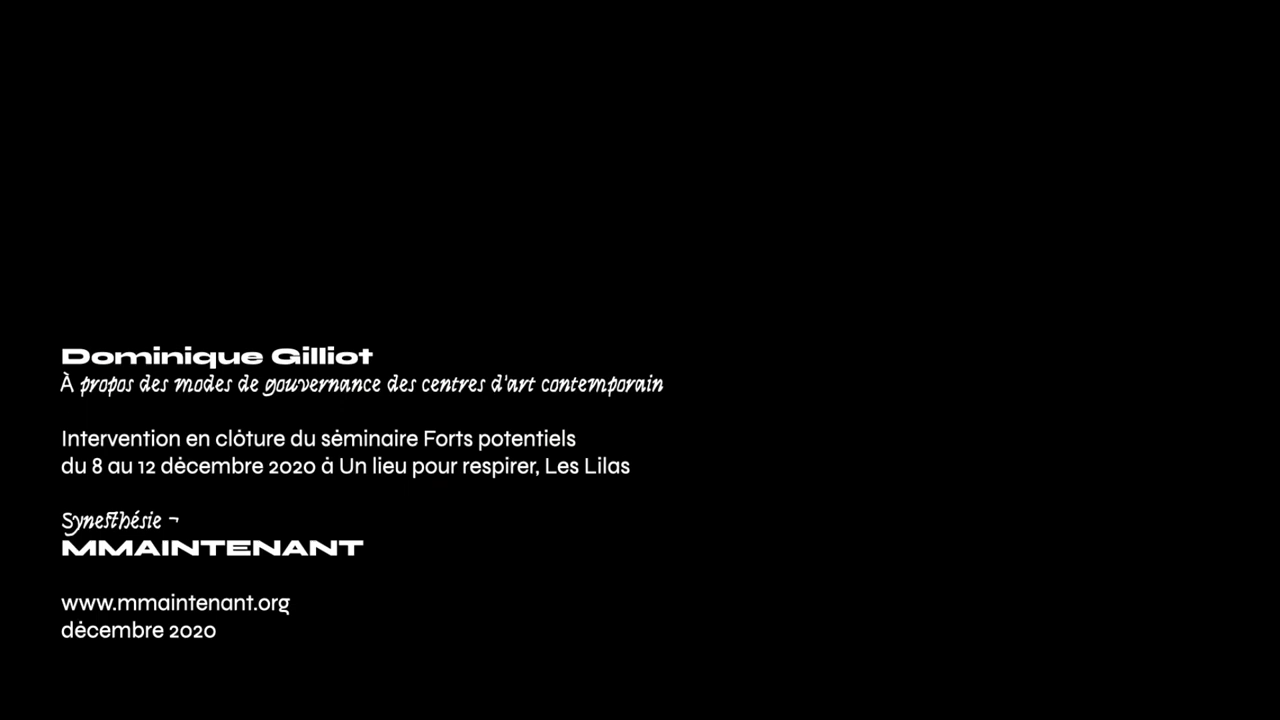 Dominique Gilliot
À propos des modes de gouvernance des centres d'art contemporain
Intervention en clôture du séminaire Forts potentiels
du 8 au 12 décembre 2020 à Un lieu pour respirer, Les Lilas
Synesthésie ¬
MMAINTENANT
www.mmaintenant.org
décembre 2020